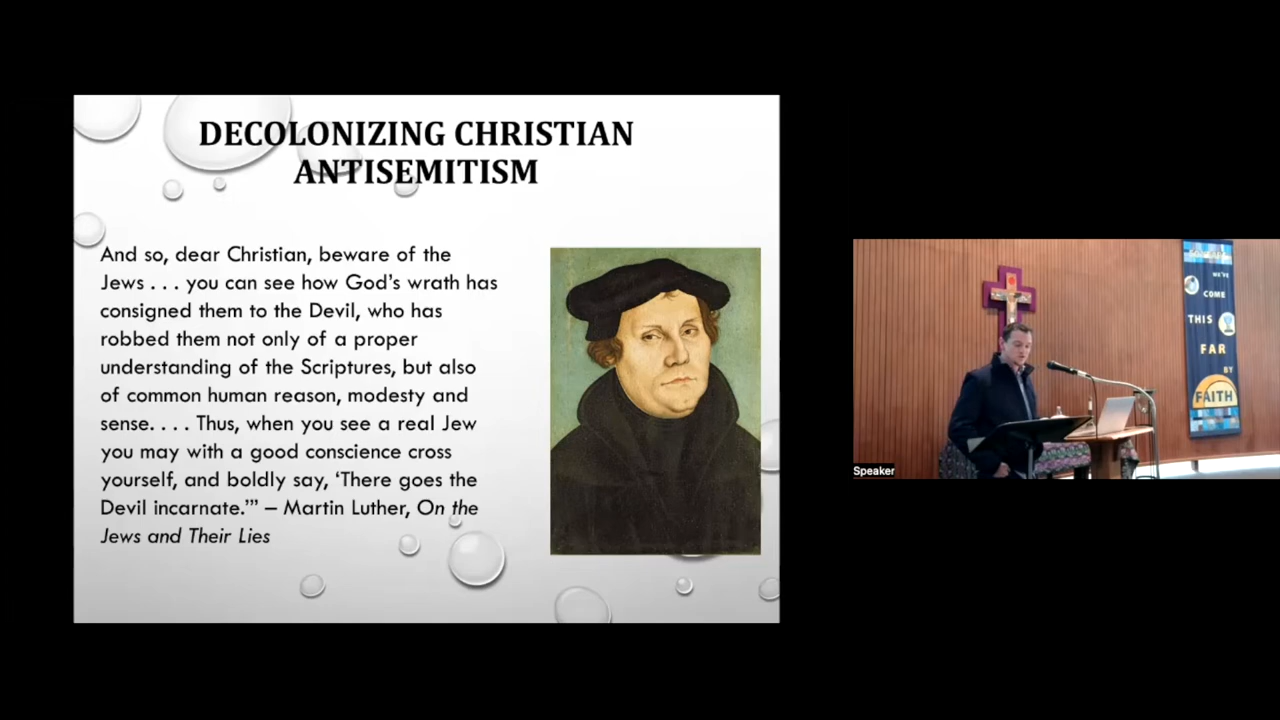 DECOLONIZING CHRISTIAN
ANTISEMITISM
And so, dear Christian, beware of the
Jews . . . you can see how God’s wrath has
consigned them to the Devil, who has
robbed them not only of a proper
understanding of the Scriptures, but also
of common human reason, modesty and
sense. . . . Thus, when you see a real Jew
you may with a good conscience cross
yourself, and boldly say, ‘There goes the
Devil incarnate.’” – Martin Luther, On the
Jews and Their Lies
WE'VE
COME
THIS
FAR
BY
FAITH
Speaker